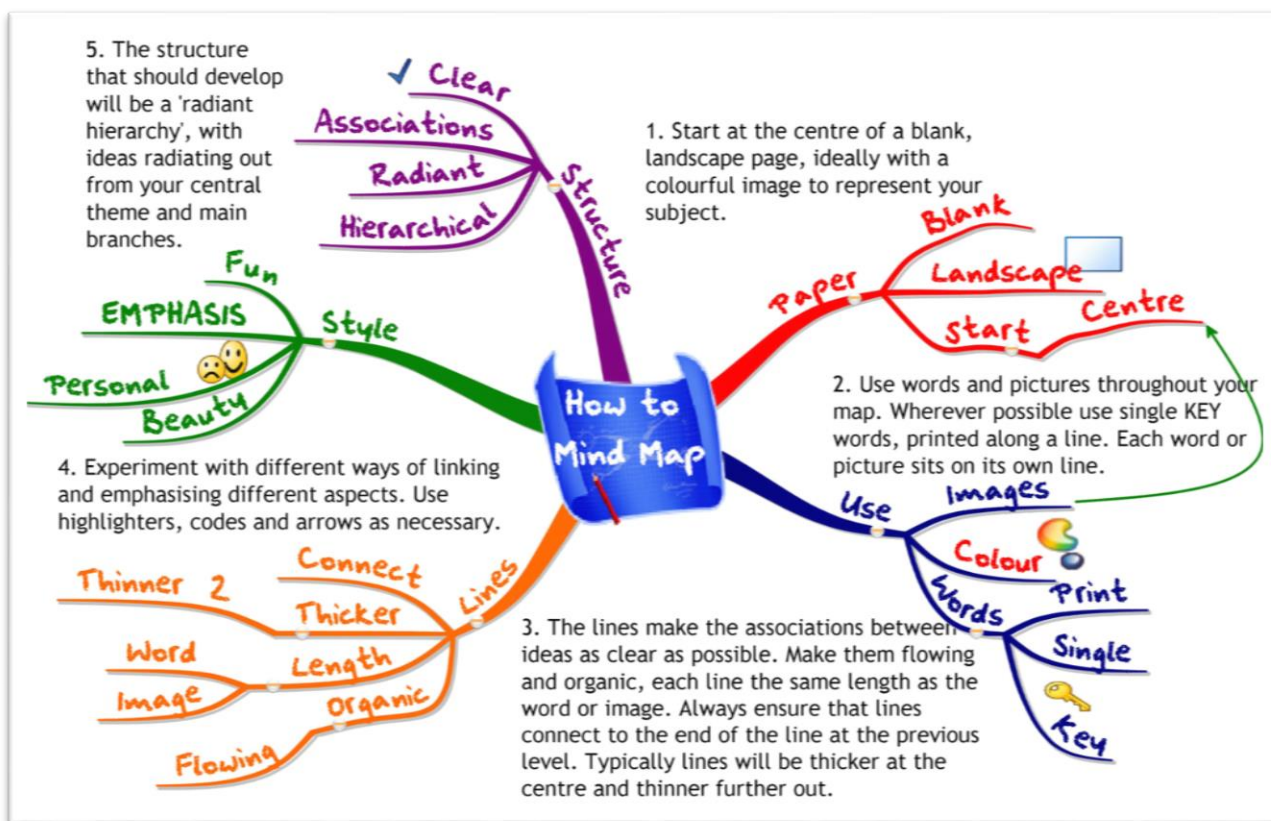 5. The structure
that should develop
will be a 'radiant
hierarchy', with
ideas radiating out
from your central
theme and main
branches.
Clear
Associations
Radiant
Hierarchical
Structure
1. Start at the centre of a blank,
landscape page, ideally with a
colourful image to represent your
subject.
Paper
Blank
Landscape
Start
Centre
Fun
EMPHASIS
Personal
Beauty
Style
How to
Mind Map
2. Use words and pictures throughout your
map. Wherever possible use single KEY
words, printed along a line. Each word or
picture sits on its own line.
Use
Images
Colour
Words
Print
Single
Key
4. Experiment with different ways of linking
and emphasising different aspects. Use
highlighters, codes and arrows as necessary.
Lines
Connect
Thicker
Thinner 2
Length
Word
Image
Organic
Flowing
3. The lines make the associations between
ideas as clear as possible. Make them flowing
and organic, each line the same length as the
word or image. Always ensure that lines
connect to the end of the line at the previous
level. Typically lines will be thicker at the
centre and thinner further out.